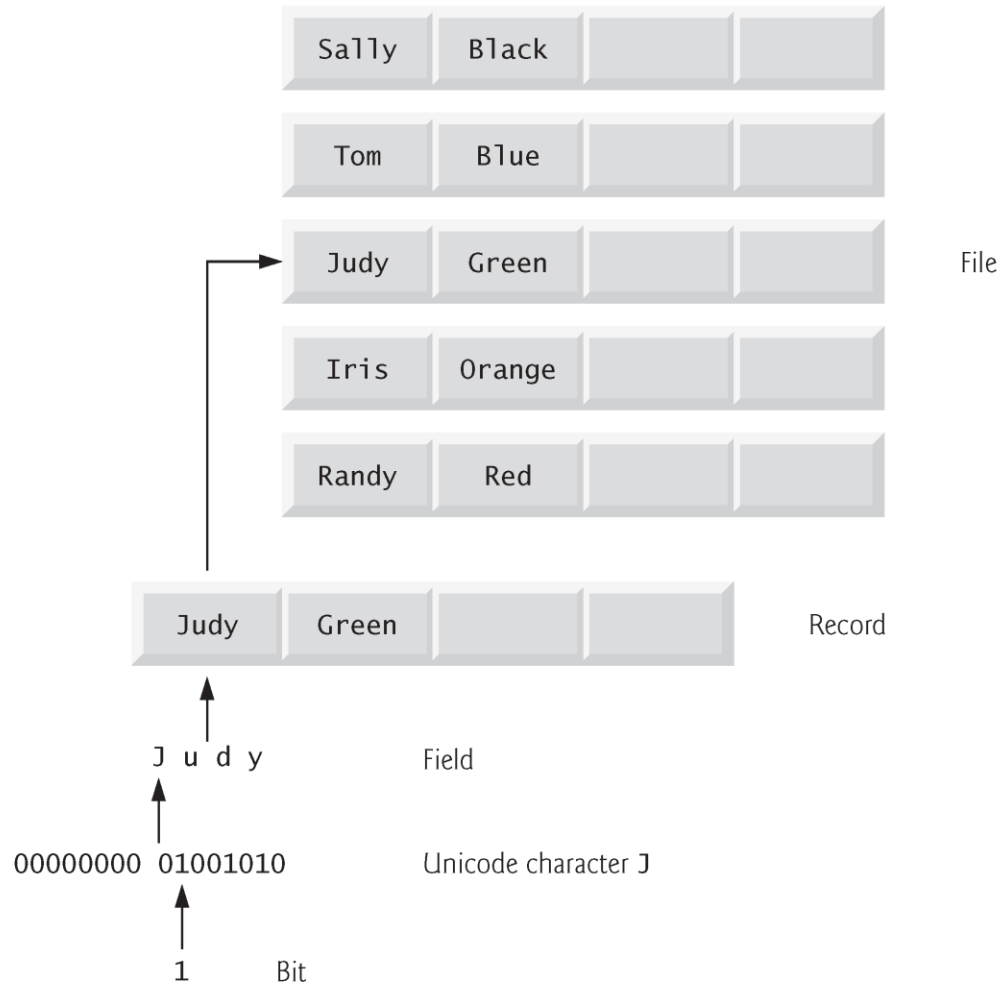 Sally Black
Tom Blue
Judy Green File
Iris Orange
Randy Red
Judy Green Record
J u d y Field
00000000 01001010 Unicode character J
1 Bit